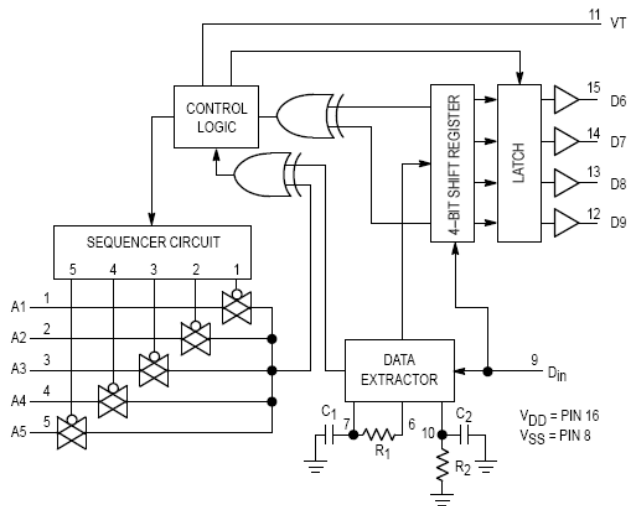 11 VT
CONTROL LOGIC
4–BIT SHIFT REGISTER
LATCH
15 D6
14 D7
13 D8
12 D9
SEQUENCER CIRCUIT
5 4 3 2 1
A1 1
A2 2
A3 3
A4 4
A5 5
DATA EXTRACTOR
9 Din
C1
7
R1
6
10
C2
R2
VDD = PIN 16
VSS = PIN 8